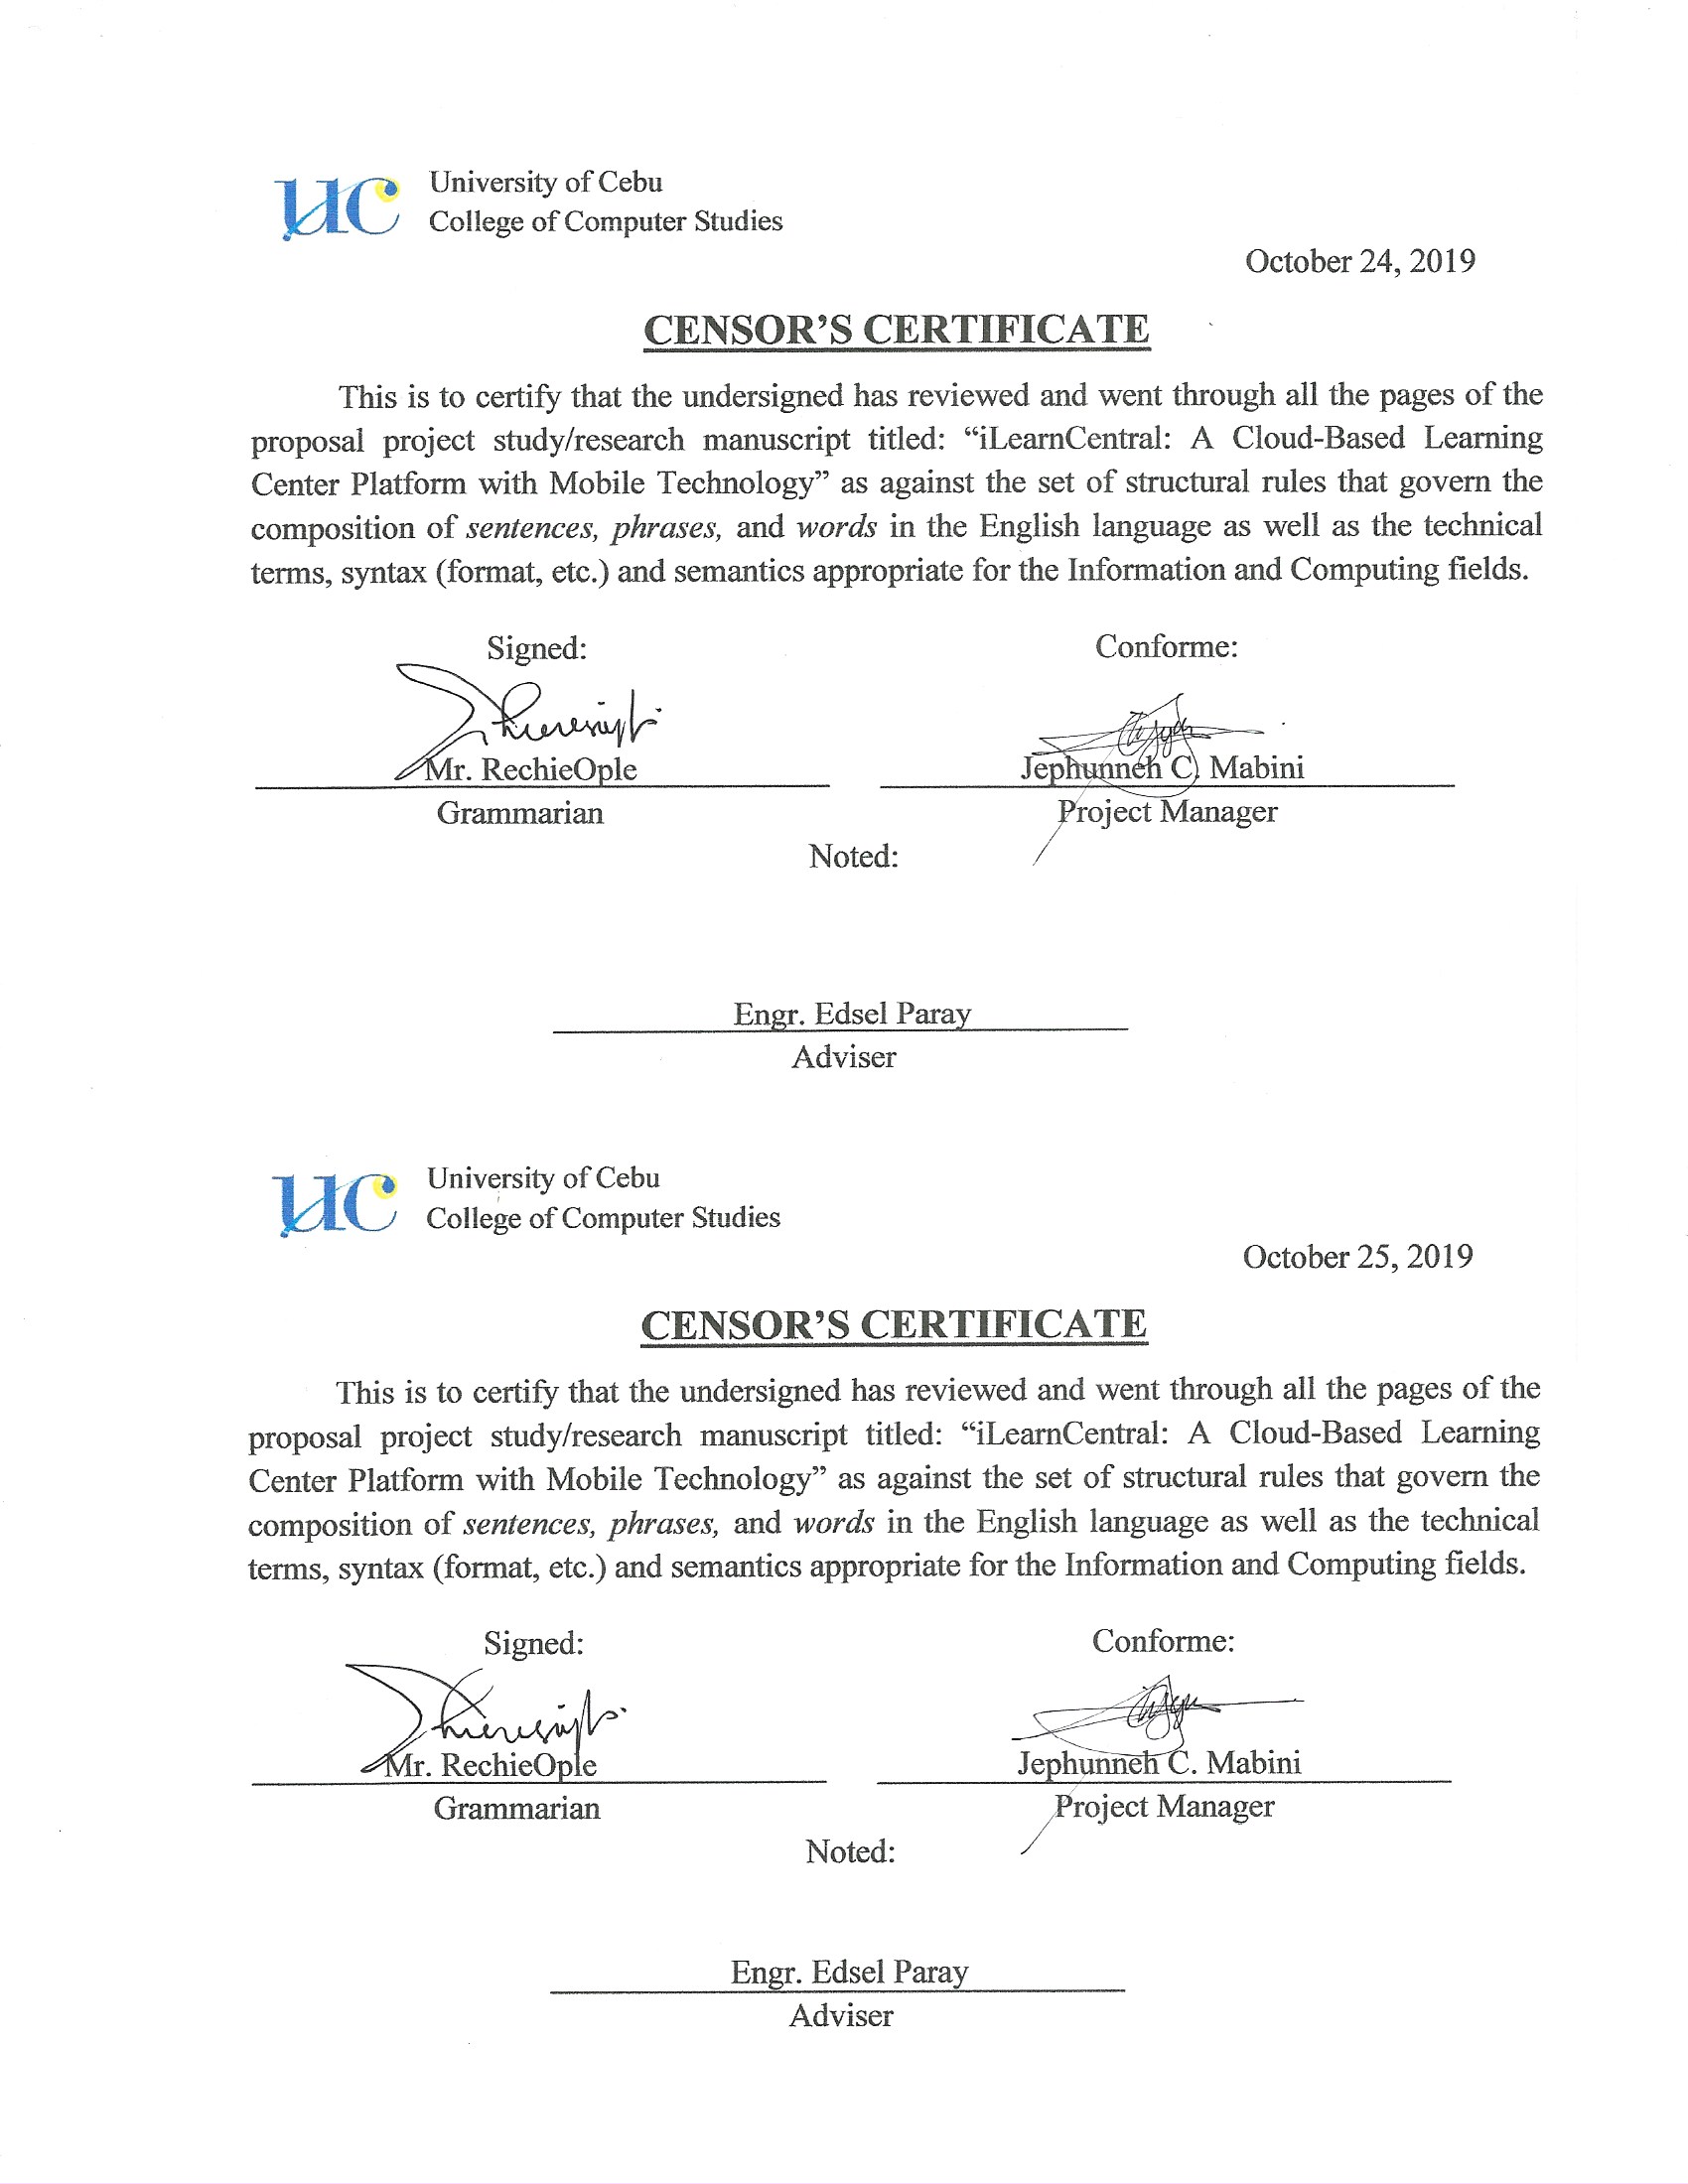 UC
University of Cebu
College of Computer Studies
October 24, 2019
CENSOR’S CERTIFICATE
This is to certify that the undersigned has reviewed and went through all the pages of the
proposal project study/research manuscript titled: “iLearnCentral: A Cloud-Based Learning
Center Platform with Mobile Technology” as against the set of structural rules that govern the
composition of sentences, phrases, and words in the English language as well as the technical
terms, syntax (format, etc.) and semantics appropriate for the Information and Computing fields.
Signed: Conforme:
Mr. RechieOple Jephunneh C. Mabini
Grammarian Project Manager
Noted:
Engr. Edsel Paray
Adviser
UC
University of Cebu
College of Computer Studies
October 25, 2019
CENSOR’S CERTIFICATE
This is to certify that the undersigned has reviewed and went through all the pages of the
proposal project study/research manuscript titled: “iLearnCentral: A Cloud-Based Learning
Center Platform with Mobile Technology” as against the set of structural rules that govern the
composition of sentences, phrases, and words in the English language as well as the technical
terms, syntax (format, etc.) and semantics appropriate for the Information and Computing fields.
Signed: Conforme:
Mr. RechieOple Jephunneh C. Mabini
Grammarian Project Manager
Noted:
Engr. Edsel Paray
Adviser